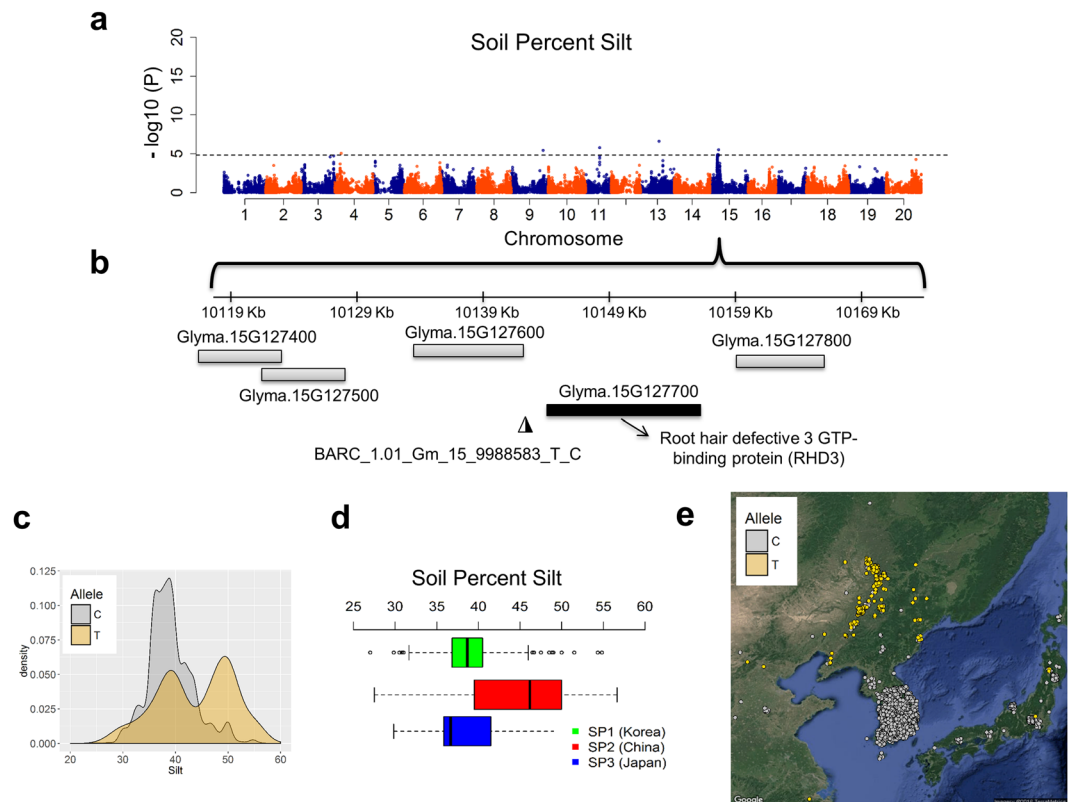 a
Soil Percent Silt
- log10 (P)
20
15
10
5
0
1 2 3 4 5 6 7 8 9 10 11 13 14 15 16 18 19 20
Chromosome
b
10119 Kb 10129 Kb 10139 Kb 10149 Kb 10159 Kb 10169 Kb
Glyma.15G127400
Glyma.15G127600
Glyma.15G127800
Glyma.15G127500
Glyma.15G127700
BARC_1.01_Gm_15_9988583_T_C
Root hair defective 3 GTP-
binding protein (RHD3)
c
density
0.125
0.100
0.075
0.050
0.025
0.000
Allele
C
T
20 30 40 50 60
Silt
d
Soil Percent Silt
25 30 35 40 45 50 55 60
SP1 (Korea)
SP2 (China)
SP3 (Japan)
e
Allele
C
T
Google